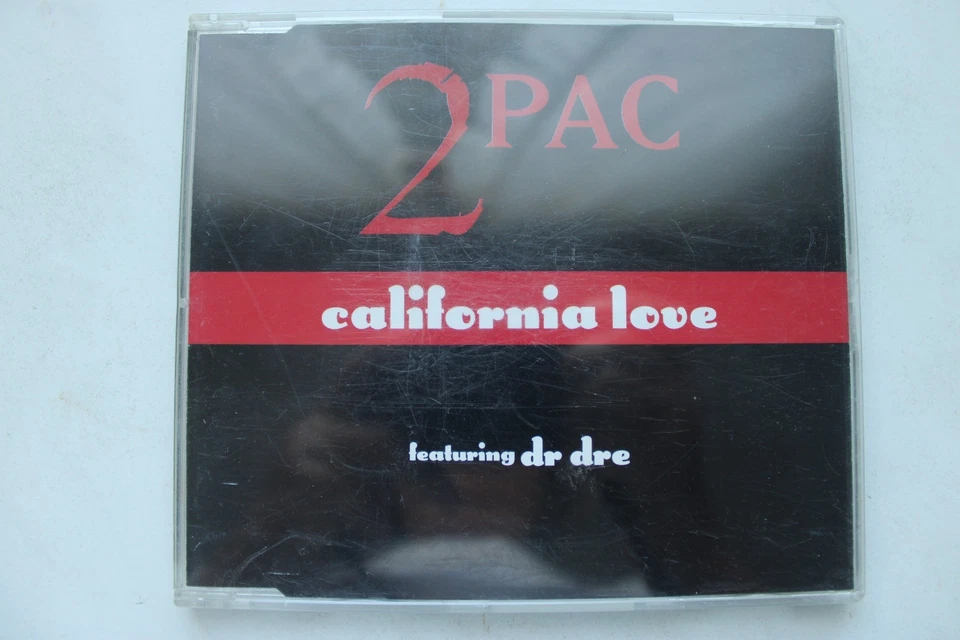 2PAC
california love
featuring dr dre